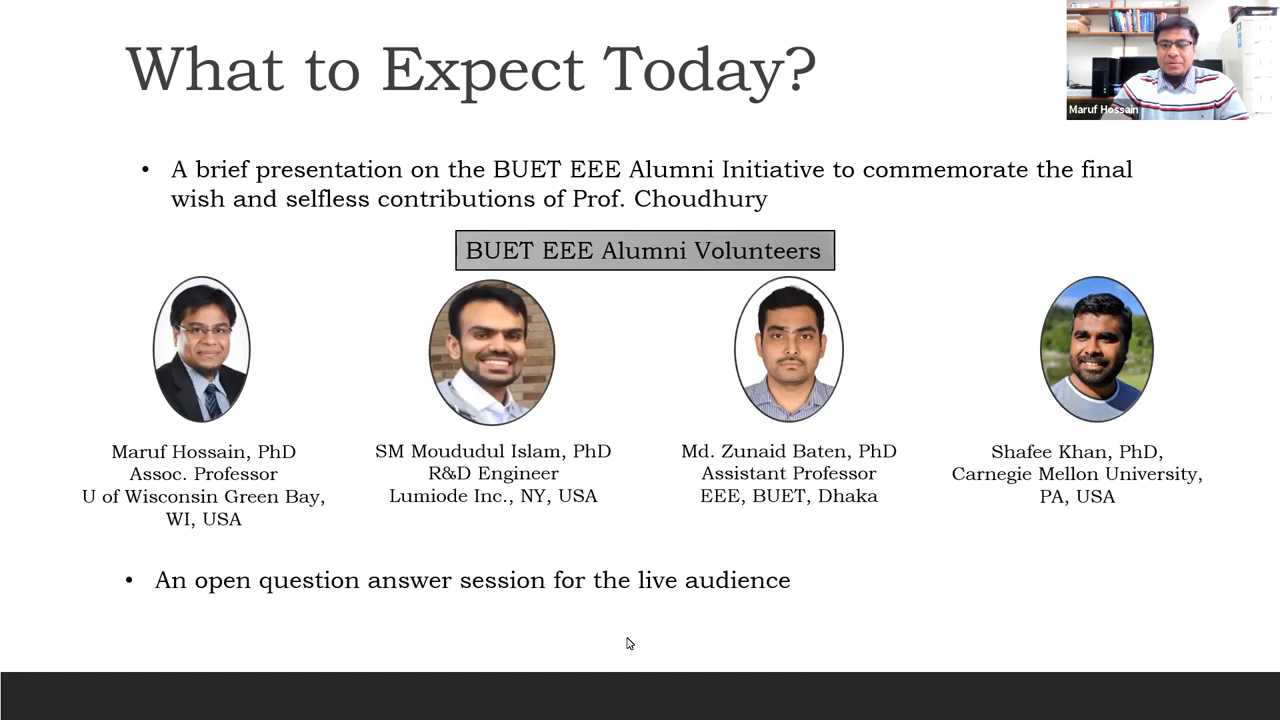 What to Expect Today?
Maruf Hossain
• A brief presentation on the BUET EEE Alumni Initiative to commemorate the final
wish and selfless contributions of Prof. Choudhury
BUET EEE Alumni Volunteers
Maruf Hossain, PhD
Assoc. Professor
U of Wisconsin Green Bay,
WI, USA
SM Moududul Islam, PhD
R&D Engineer
Lumiode Inc., NY, USA
Md. Zunaid Baten, PhD
Assistant Professor
EEE, BUET, Dhaka
Shafee Khan, PhD,
Carnegie Mellon University,
PA, USA
• An open question answer session for the live audience